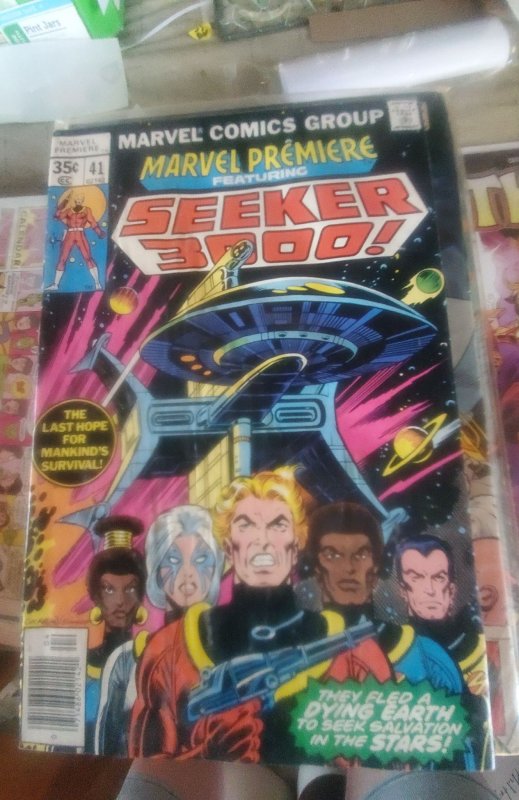 Pint Jars
MARVEL COMICS GROUP
MARVEL
PREMIERE
35¢
41
CC
MARVEL PRÉMIERE
FEATURING
SEEKER
3000!
THE
LAST HOPE
FOR
MANKIND'S
SURVIVAL!
THEY FLED A
DYING EARTH
TO SEEK SALVATION
IN THE STARS!